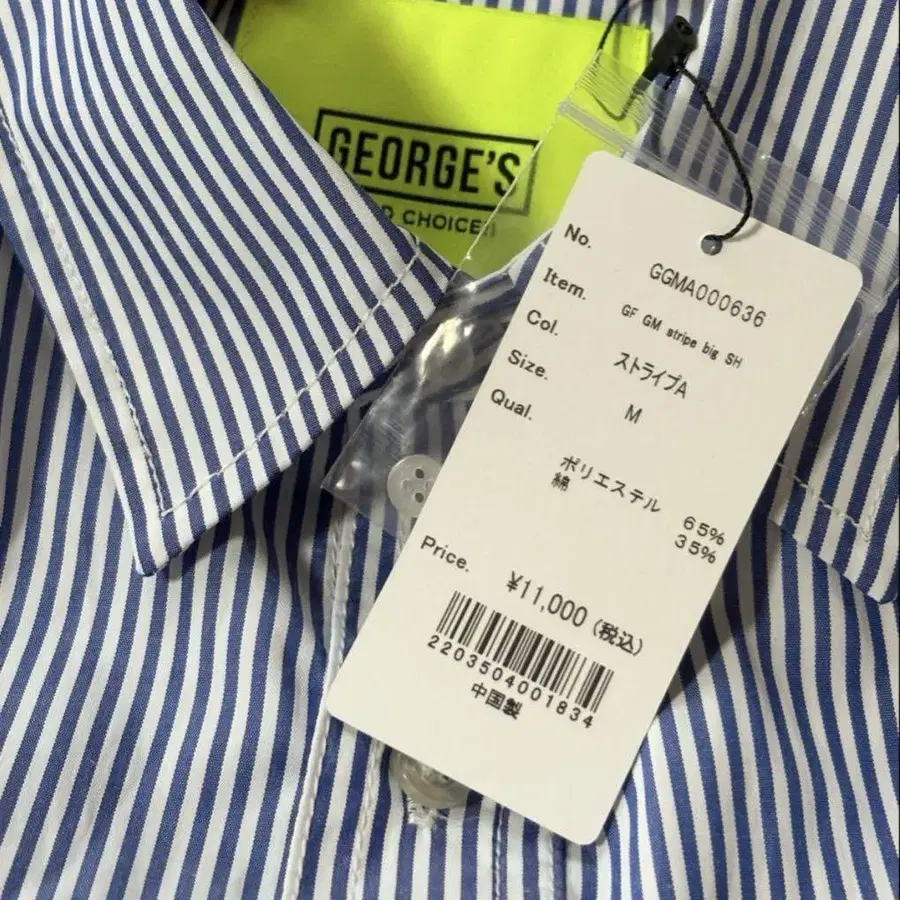 GEORGE'S
D CHOICE!!
No. GGMA000636
Item. GF GM stripe big SH
Col. ストライプA
Size. M
Qual.
ポリエステル 65%
綿 35%
Price. ¥11,000(税込)
2203504001834
中国製